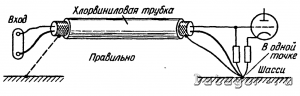 Хлорвиниловая трубка
Вход
Правильно
В одной
точке
Шасси